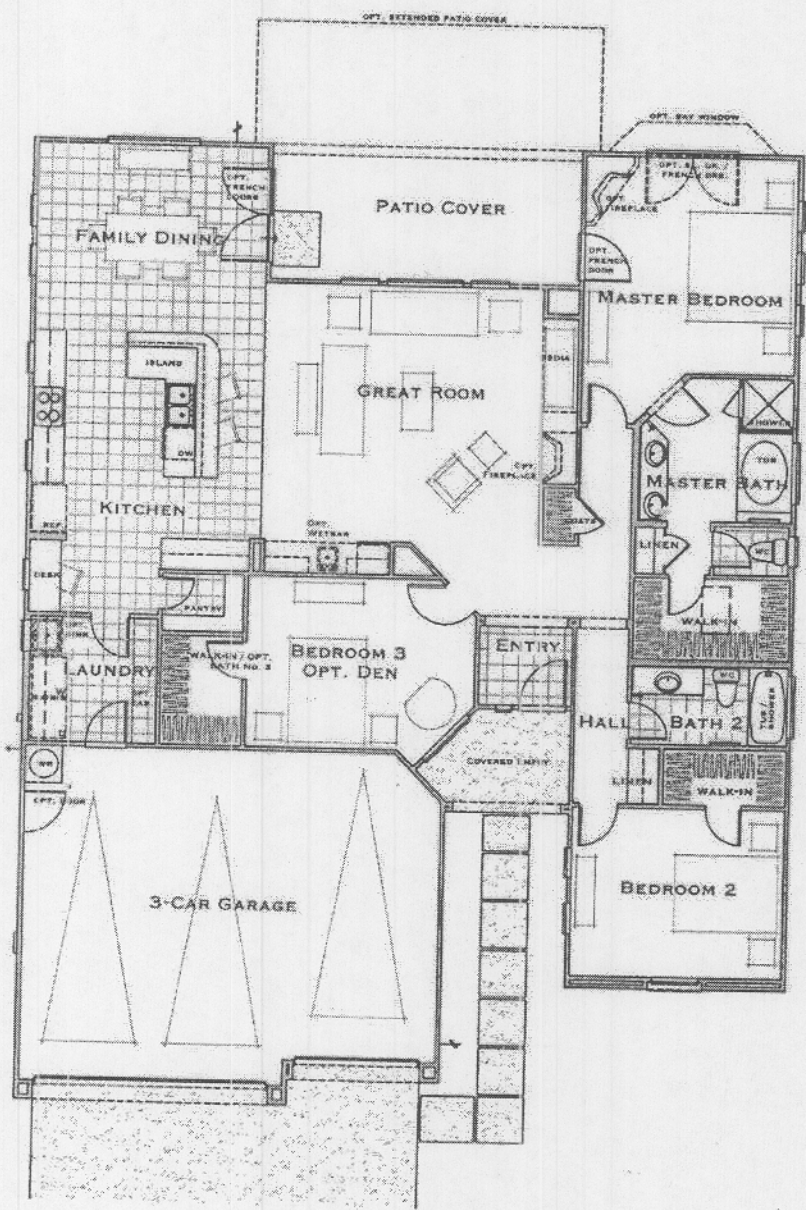 OPT. EXTENDED PATIO COVER
OPT. BAY WINDOW
OPT.
FRENCH
DOORS
OPT.
FIREPLACE
PATIO COVER
FAMILY DINING
OPT.
FRENCH
DOOR
MASTER BEDROOM
ISLAND
GREAT ROOM
SHOWER
TUB
DW
OPT.
FIREPLACE
MASTER BATH
KITCHEN
REF.
OPT.
WETBAR
COATS
LINEN
WC
DESK
PANTRY
WALK-IN
BEDROOM 3
OPT. DEN
ENTRY
WALK-IN / OPT.
BATH NO. 3
LAUNDRY
WC
HALL
BATH 2
TUB /
SHOWER
COVERED ENTRY
LINEN
WALK-IN
OPT. DOOR
BEDROOM 2
3-CAR GARAGE